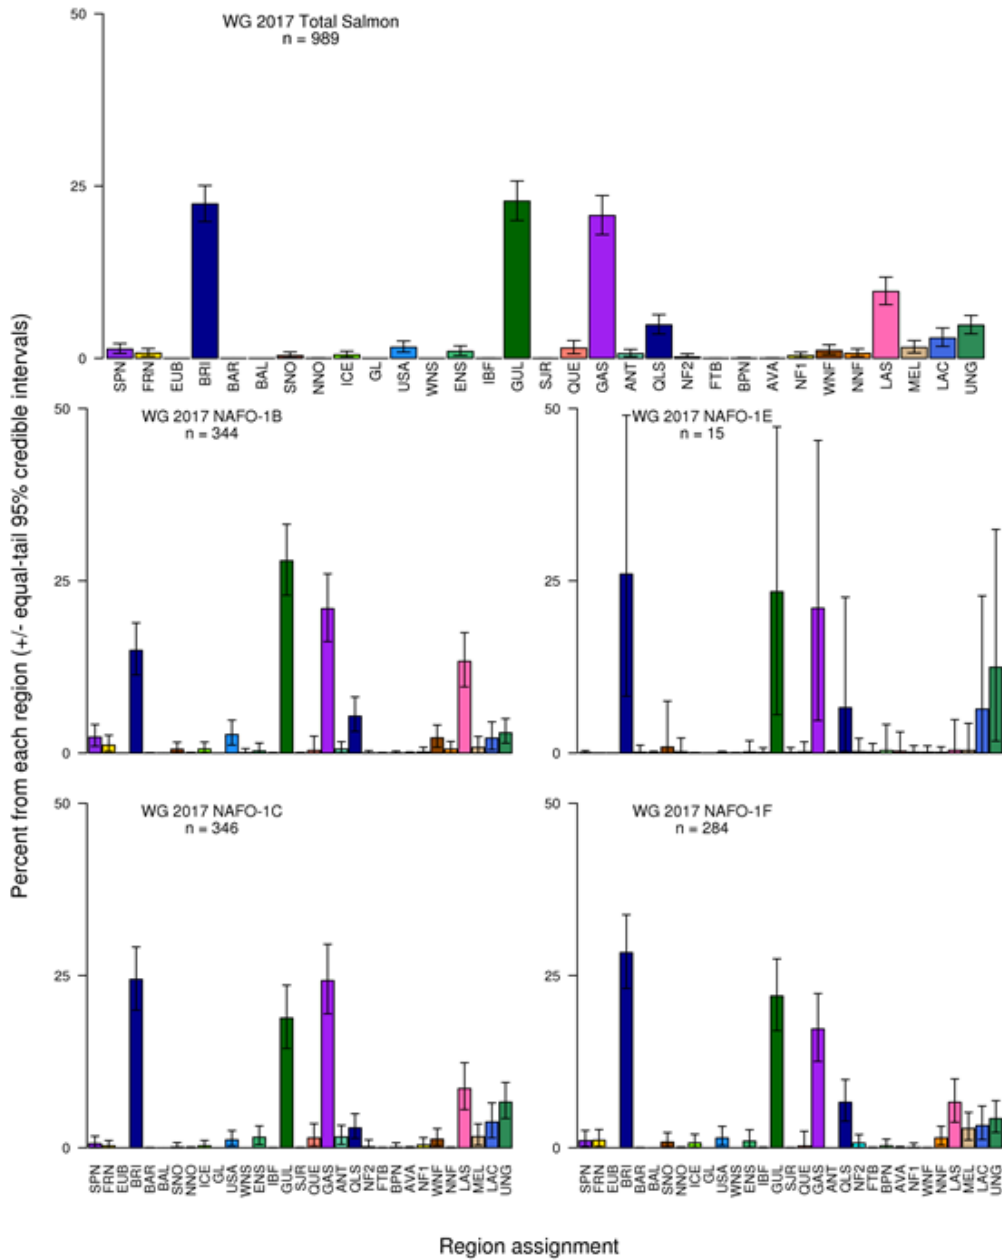 WG 2017 Total Salmon
n = 989
50
25
0
SPN FRN EUB BRI BAR BAL SNO NNO ICE GL USA WNS ENS IBF GUL SJR QUE GAS ANT QLS NF2 FTB BPN AVA NF1 WNF NNF LAS MEL LAC UNG
Percent from each region (+/- equal-tail 95% credible intervals)
WG 2017 NAFO-1B
n = 344
50
25
0
WG 2017 NAFO-1E
n = 15
50
25
0
WG 2017 NAFO-1C
n = 346
50
25
0
SPN FRN EUB BRI BAR BAL SNO NNO ICE GL USA WNS ENS IBF GUL SJR QUE GAS ANT QLS NF2 FTB BPN AVA NF1 WNF NNF LAS MEL LAC UNG
WG 2017 NAFO-1F
n = 284
50
25
0
SPN FRN EUB BRI BAR BAL SNO NNO ICE GL USA WNS ENS IBF GUL SJR QUE GAS ANT QLS NF2 FTB BPN AVA NF1 WNF NNF LAS MEL LAC UNG
Region assignment